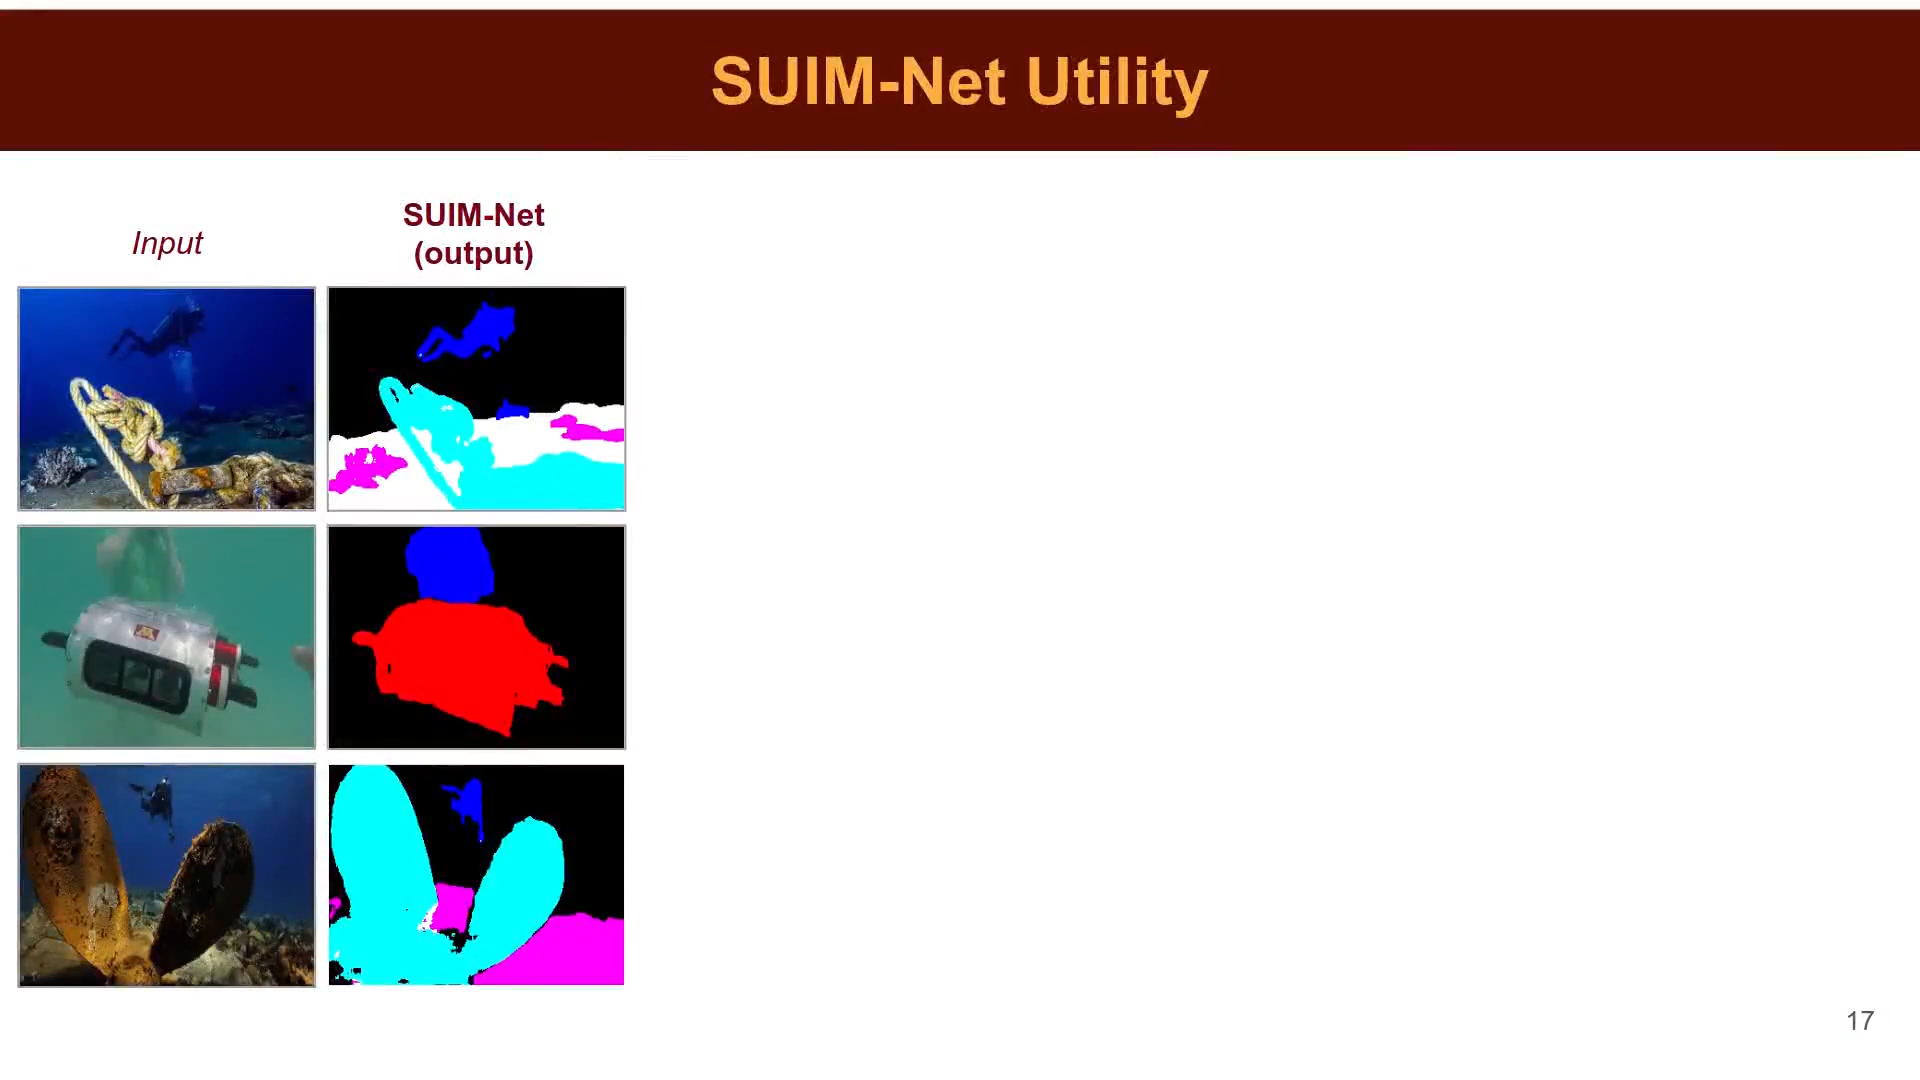 SUIM-Net Utility
Input
SUIM-Net
(output)
17